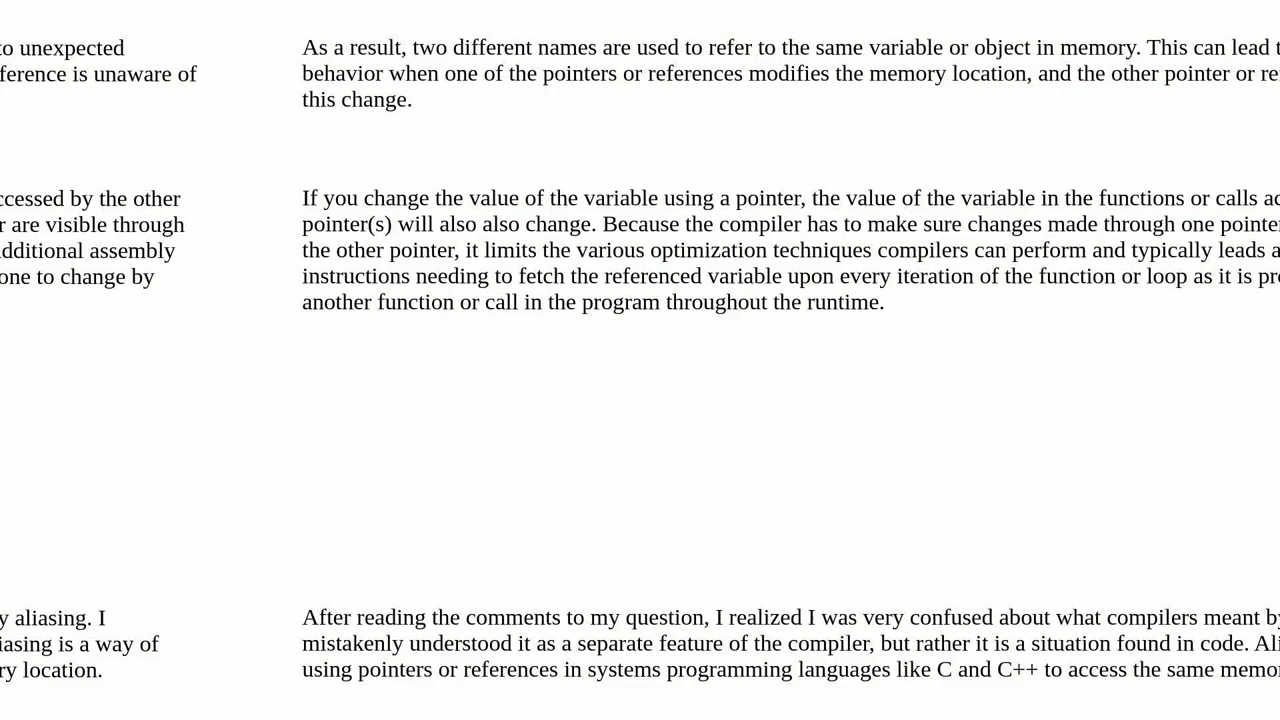 to unexpected
ference is unaware of
As a result, two different names are used to refer to the same variable or object in memory. This can lead t
behavior when one of the pointers or references modifies the memory location, and the other pointer or re
this change.
ccessed by the other
r are visible through
dditional assembly
one to change by
If you change the value of the variable using a pointer, the value of the variable in the functions or calls ac
pointer(s) will also also change. Because the compiler has to make sure changes made through one pointe
the other pointer, it limits the various optimization techniques compilers can perform and typically leads a
instructions needing to fetch the referenced variable upon every iteration of the function or loop as it is pr
another function or call in the program throughout the runtime.
y aliasing. I
iasing is a way of
ry location.
After reading the comments to my question, I realized I was very confused about what compilers meant by
mistakenly understood it as a separate feature of the compiler, but rather it is a situation found in code. Ali
using pointers or references in systems programming languages like C and C++ to access the same memo